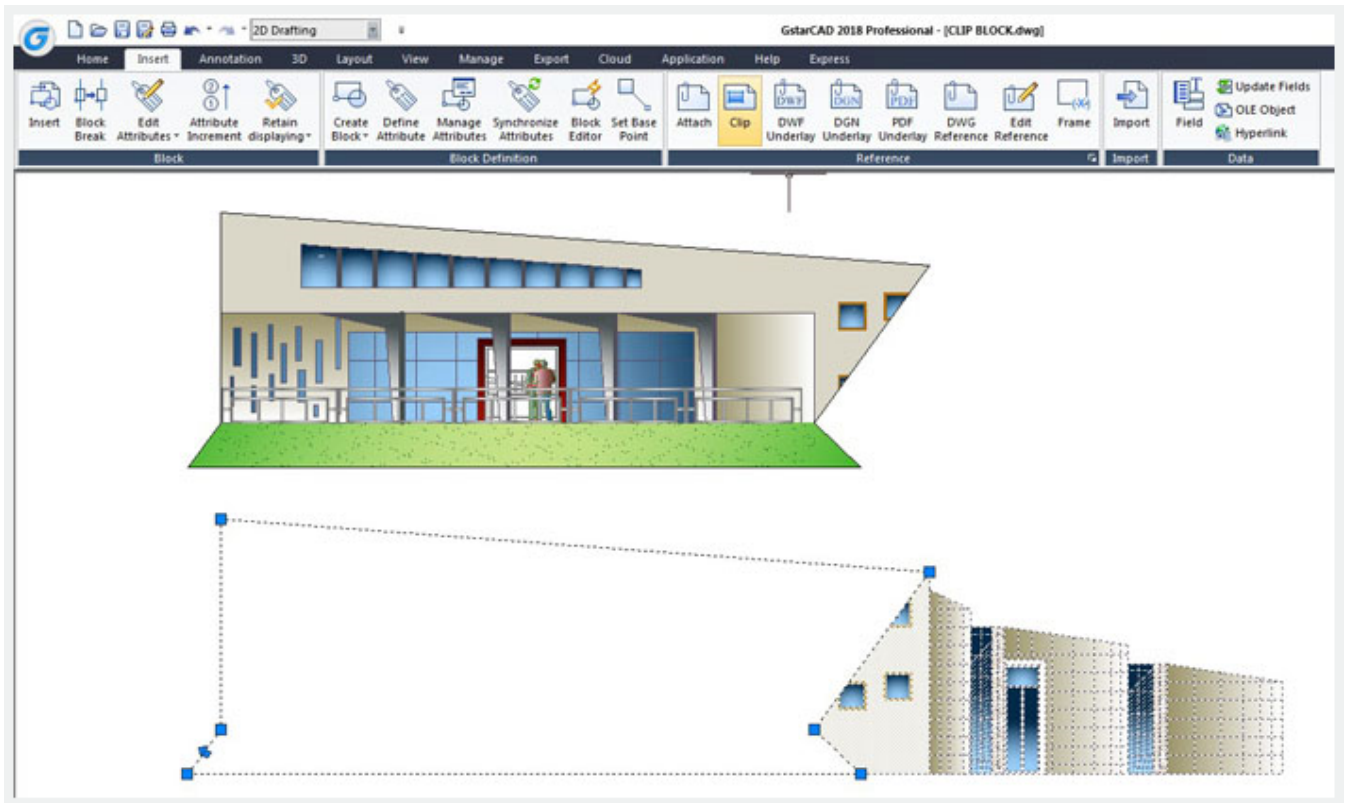 2D Drafting
GstarCAD 2018 Professional - [CLIP BLOCK.dwg]
Home Insert Annotation 3D Layout View Manage Export Cloud Application Help Express
Insert
Block
Break
Edit
Attributes
Attribute
Increment
Retain
displaying
Create
Block
Define
Attribute
Manage
Attributes
Synchronize
Attributes
Block
Editor
Set Base
Point
Attach
Clip
DWF
DWF
Underlay
DGN
DGN
Underlay
PDF
PDF
Underlay
DWG
Reference
Edit
Reference
Frame
Import
Field
Update Fields
OLE Object
Hyperlink
Block
Block Definition
Reference
Import
Data